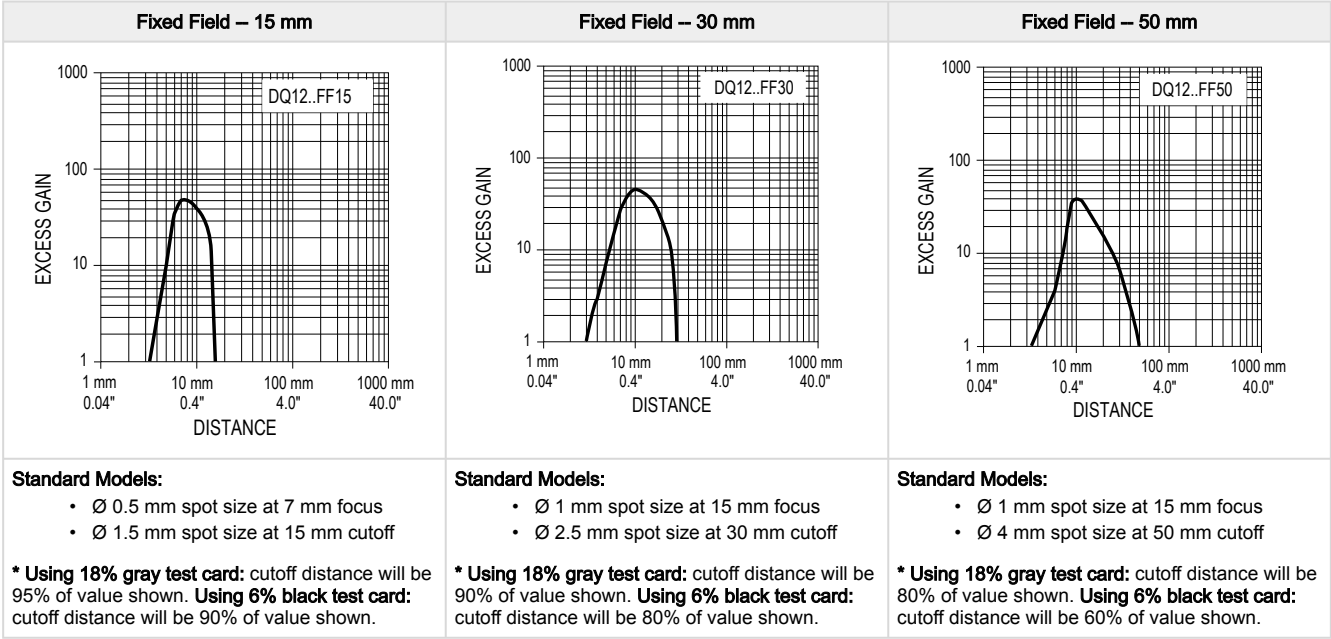 Fixed Field – 15 mm
Fixed Field – 30 mm
Fixed Field – 50 mm
1000
100
10
1
EXCESS GAIN
DQ12..FF15
1 mm
0.04"
10 mm
0.4"
100 mm
4.0"
1000 mm
40.0"
DISTANCE
1000
100
10
1
EXCESS GAIN
DQ12..FF30
1 mm
0.04"
10 mm
0.4"
100 mm
4.0"
1000 mm
40.0"
DISTANCE
1000
100
10
1
EXCESS GAIN
DQ12..FF50
1 mm
0.04"
10 mm
0.4"
100 mm
4.0"
1000 mm
40.0"
DISTANCE
Standard Models:
• Ø 0.5 mm spot size at 7 mm focus
• Ø 1.5 mm spot size at 15 mm cutoff
* Using 18% gray test card: cutoff distance will be
95% of value shown. Using 6% black test card:
cutoff distance will be 90% of value shown.
Standard Models:
• Ø 1 mm spot size at 15 mm focus
• Ø 2.5 mm spot size at 30 mm cutoff
* Using 18% gray test card: cutoff distance will be
90% of value shown. Using 6% black test card:
cutoff distance will be 80% of value shown.
Standard Models:
• Ø 1 mm spot size at 15 mm focus
• Ø 4 mm spot size at 50 mm cutoff
* Using 18% gray test card: cutoff distance will be
80% of value shown. Using 6% black test card:
cutoff distance will be 60% of value shown.